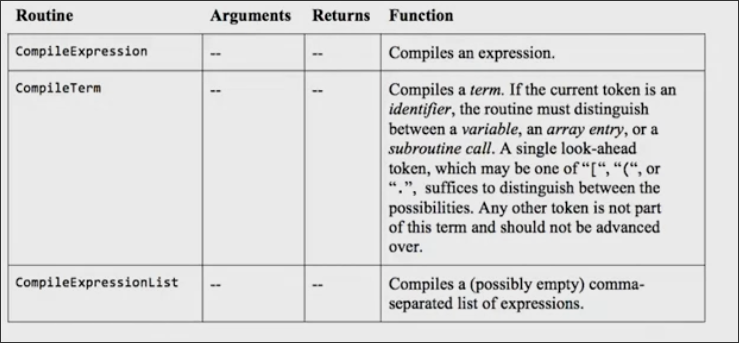 Routine Arguments Returns Function
CompileExpression -- -- Compiles an expression.
CompileTerm -- -- Compiles a term. If the current token is an
identifier, the routine must distinguish
between a variable, an array entry, or a
subroutine call. A single look-ahead
token, which may be one of “[“, “(“, or
“.”, suffices to distinguish between the
possibilities. Any other token is not part
of this term and should not be advanced
over.
CompileExpressionList -- -- Compiles a (possibly empty) comma-
separated list of expressions.